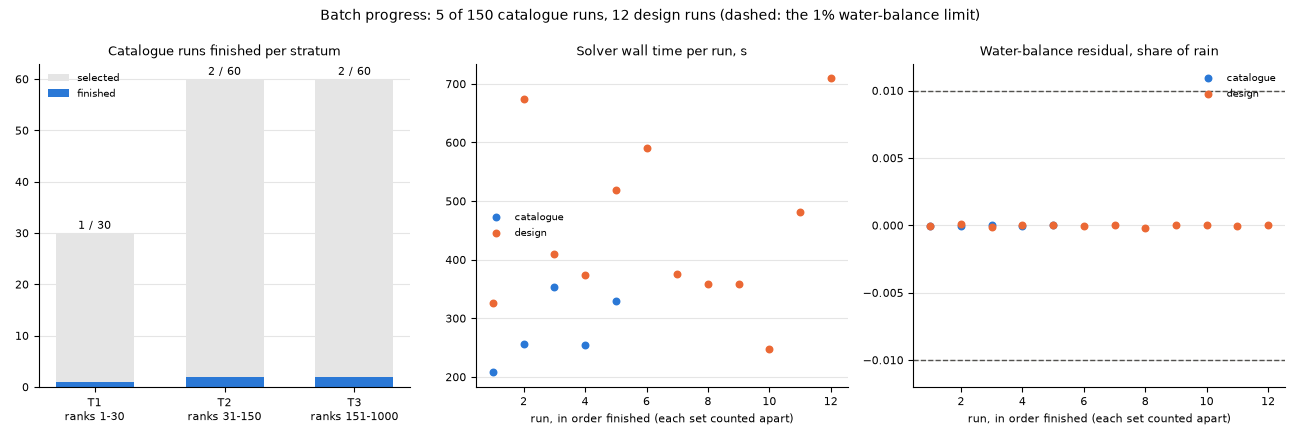 Batch progress: 5 of 150 catalogue runs, 12 design runs (dashed: the 1% water-balance limit)
Catalogue runs finished per stratum
selected
finished
1 / 30
2 / 60
2 / 60
60
50
40
30
20
10
0
T1
ranks 1-30
T2
ranks 31-150
T3
ranks 151-1000
Solver wall time per run, s
700
600
500
400
300
200
catalogue
design
2
4
6
8
10
12
run, in order finished (each set counted apart)
Water-balance residual, share of rain
catalogue
design
0.010
0.005
0.000
−0.005
−0.010
2
4
6
8
10
12
run, in order finished (each set counted apart)